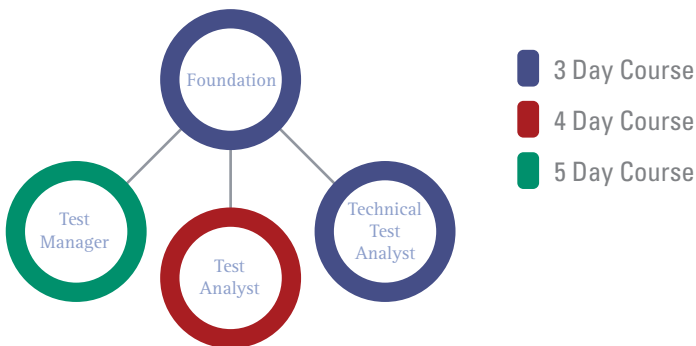 Foundation
3 Day Course
4 Day Course
5 Day Course
Test
Manager
Test
Analyst
Technical
Test
Analyst